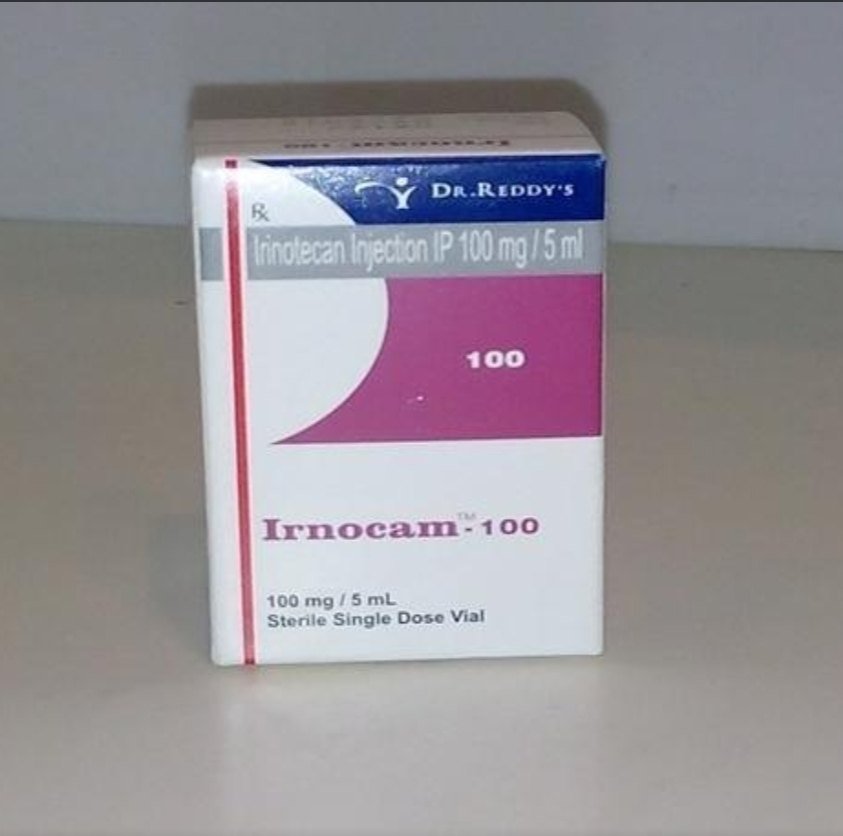 DR.REDDY'S
Rx
Irinotecan Injection IP 100 mg / 5 ml
100
Irnocam™-100
100 mg / 5 mL
Sterile Single Dose Vial